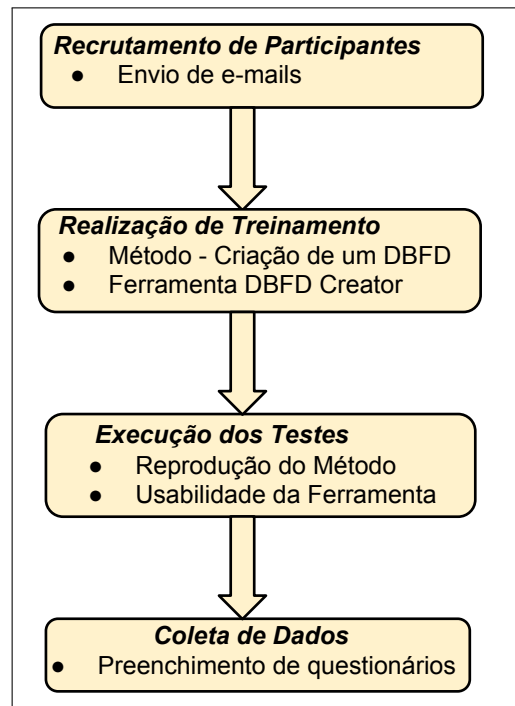 Recrutamento de Participantes
● Envio de e-mails
Realização de Treinamento
● Método - Criação de um DBFD
● Ferramenta DBFD Creator
Execução dos Testes
● Reprodução do Método
● Usabilidade da Ferramenta
Coleta de Dados
● Preenchimento de questionários